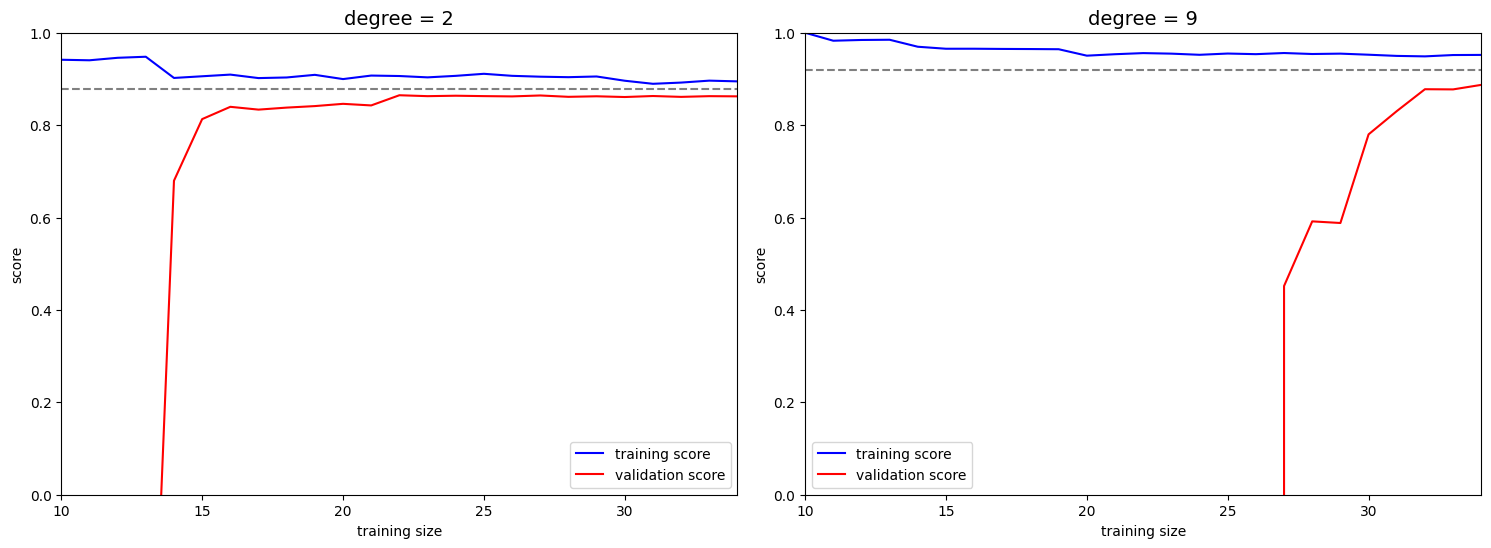 degree = 2
1.0
0.8
0.6
0.4
0.2
0.0
score
10
15
20
25
30
training size
training score
validation score
degree = 9
1.0
0.8
0.6
0.4
0.2
0.0
score
10
15
20
25
30
training size
training score
validation score